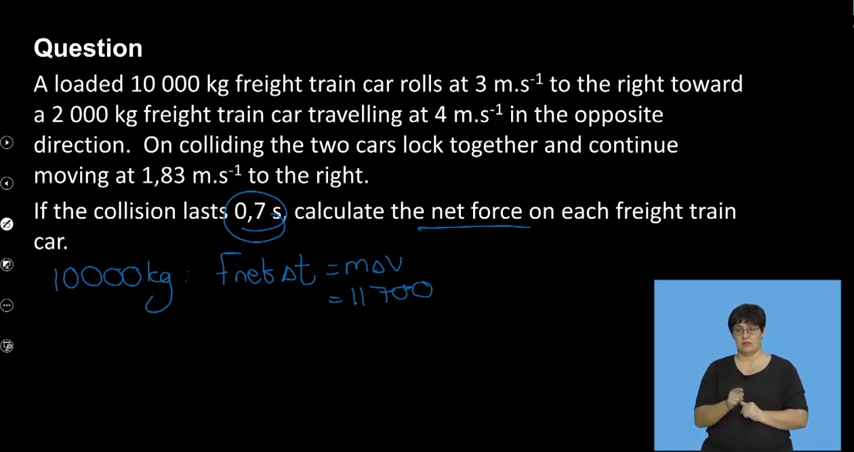 Question
A loaded 10 000 kg freight train car rolls at 3 m.s⁻¹ to the right toward
a 2 000 kg freight train car travelling at 4 m.s⁻¹ in the opposite
direction.  On colliding the two cars lock together and continue
moving at 1,83 m.s⁻¹ to the right.
If the collision lasts 0,7 s, calculate the net force on each freight train
car.
10000kg : Fnet Δt = mΔV
= 11700